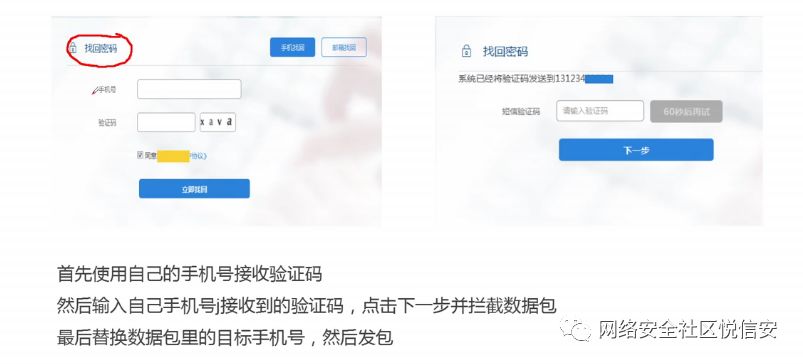 找回密码
手机找回 邮箱找回
手机号
验证码 xava
同意 协议》
立即找回
找回密码
系统已经将验证码发送到131234
短信验证码 请输入验证码 60秒后再试
下一步
首先使用自己的手机号接收验证码
然后输入自己手机号j接收到的验证码，点击下一步并拦截数据包
最后替换数据包里的目标手机号，然后发包
网络安全社区悦信安